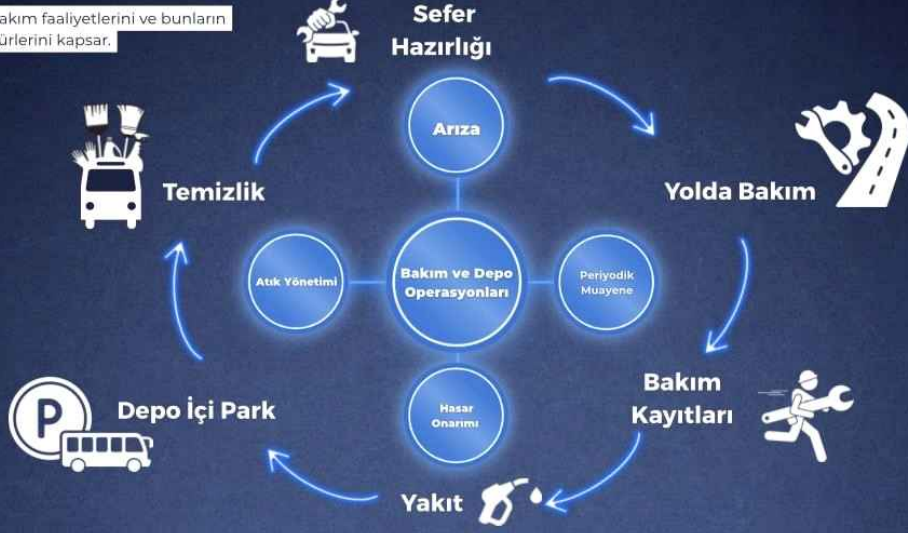 akım faaliyetlerini ve bunların
ürlerini kapsar.
Sefer
Hazırlığı
Arıza
Temizlik
Yolda Bakım
Atık Yönetimi
Bakım ve Depo
Operasyonları
Periyodik
Muayene
Bakım
Kayıtları
Depo İçi Park
P
Hasar
Onarımı
Yakıt